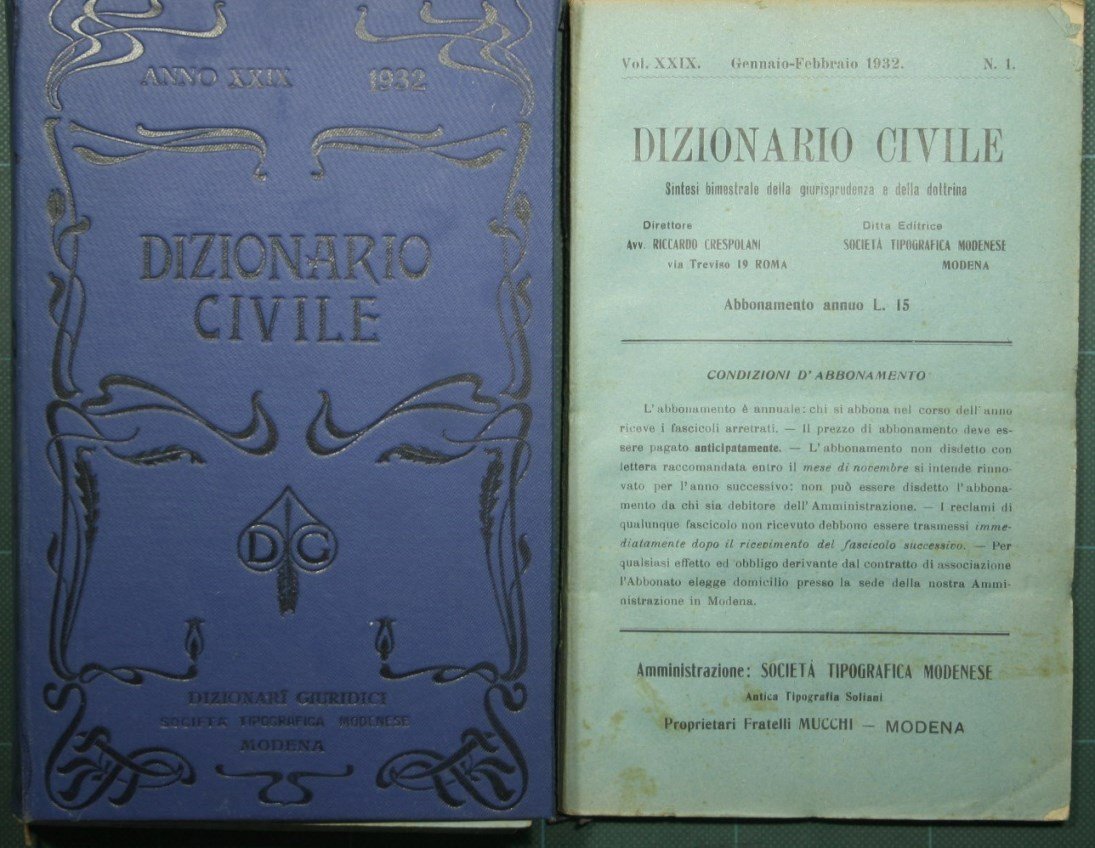 ANNO XXIX 1932
DIZIONARIO
CIVILE
D G
DIZIONARÎ GIURIDICI
SOCIETÀ TIPOGRAFICA MODENESE
MODENA
Vol. XXIX. Gennaio-Febbraio 1932. N. 1.
DIZIONARIO CIVILE
Sintesi bimestrale della giurisprudenza e della dottrina
Direttore
Avv. RICCARDO CRESPOLANI
via Treviso 19 ROMA
Ditta Editrice
SOCIETÀ TIPOGRAFICA MODENESE
MODENA
Abbonamento annuo L. 15
CONDIZIONI D'ABBONAMENTO
L'abbonamento è annuale: chi si abbona nel corso dell'anno
riceve i fascicoli arretrati. — Il prezzo di abbonamento deve es-
sere pagato anticipatamente. — L'abbonamento non disdetto con
lettera raccomandata entro il mese di novembre si intende rinno-
vato per l'anno successivo: non può essere disdetto l'abbona-
mento da chi sia debitore dell'Amministrazione. — I reclami di
qualunque fascicolo non ricevuto debbono essere trasmessi imme-
diatamente dopo il ricevimento del fascicolo successivo. — Per
qualsiasi effetto ed obbligo derivante dal contratto di associazione
l'Abbonato elegge domicilio presso la sede della nostra Ammi-
nistrazione in Modena.
Amministrazione: SOCIETÀ TIPOGRAFICA MODENESE
Antica Tipografia Soliani
Proprietari Fratelli MUCCHI — MODENA